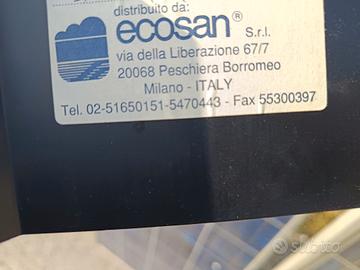 distribuito da:
ecosan® S.r.l.
via della Liberazione 67/7
20068 Peschiera Borromeo
Milano - ITALY
Tel. 02-51650151-5470443 - Fax 55300397
subito